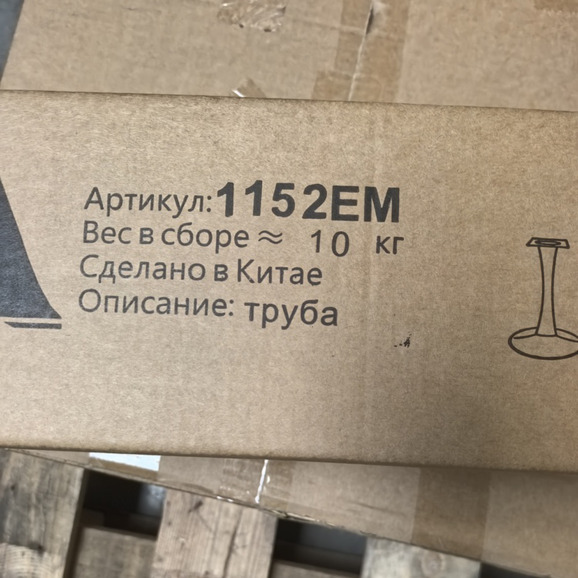 Артикул: 1152EM
Вес в сборе ≈ 10 кг
Сделано в Китае
Описание: труба